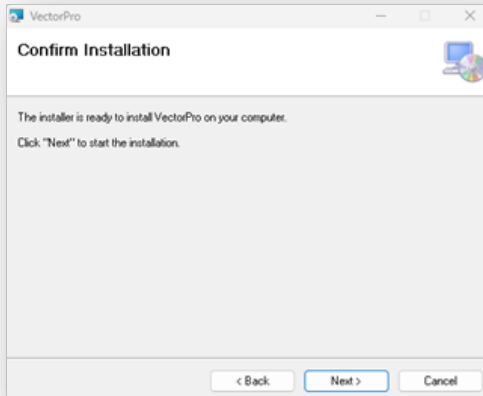 VectorPro
Confirm Installation
The installer is ready to install VectorPro on your computer.
Click "Next" to start the installation.
< Back
Next >
Cancel